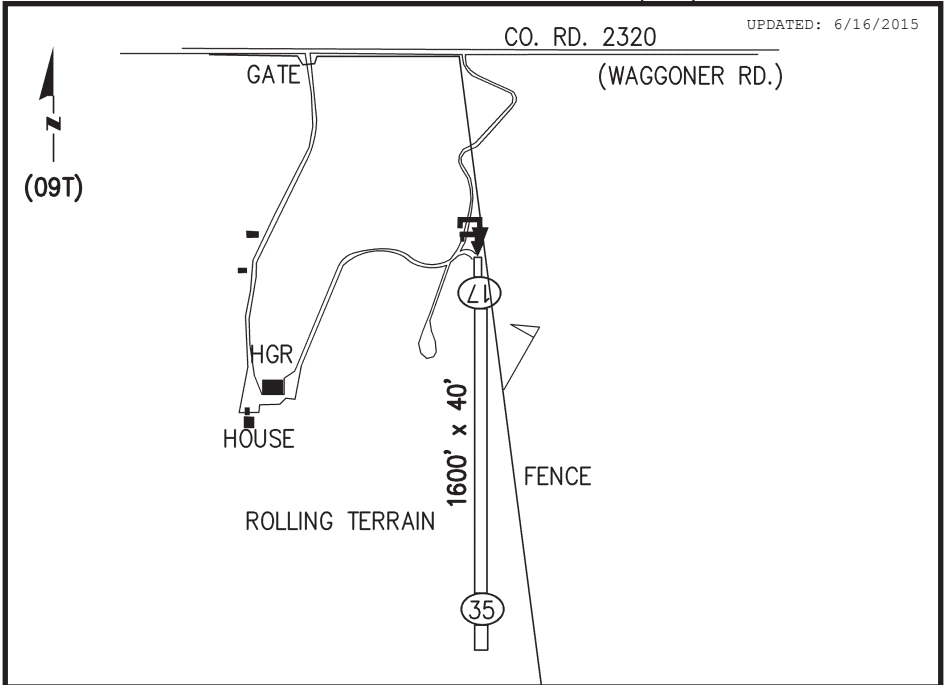 UPDATED: 6/16/2015
CO. RD. 2320
(WAGGONER RD.)
GATE
N
(09T)
17
HGR
1600' x 40'
HOUSE
FENCE
ROLLING TERRAIN
35